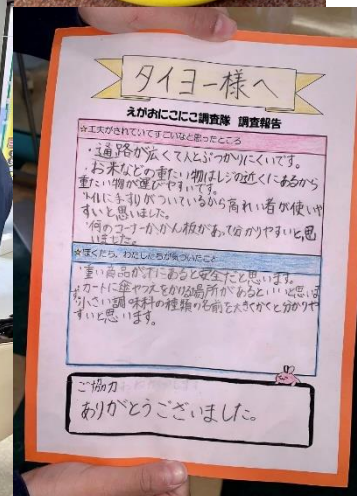 タイヨー様へ
えがおにこにこ調査隊 調査報告
☆工夫がされていてすごいなと思ったところ
・通路が広くて人とぶつかりにくいです。
・お米などの重たい物はレジの近くにあるから
重たい物が運びやすいです。
・トイレに手すりがついているから高れい者が使いや
すいと思いました。
・何のコーナーかかん板があって分かりやすいと思
いました。
☆ぼくたち、わたしたちが気づいたこと
・重い商品が下にあると安全だと思います。
・カートに傘やつえをかける場所があるといいと思います
・小さい調味料の種類の名前を大きくかくと分かりや
すいと思います。
ご協力
ありがとうございました。